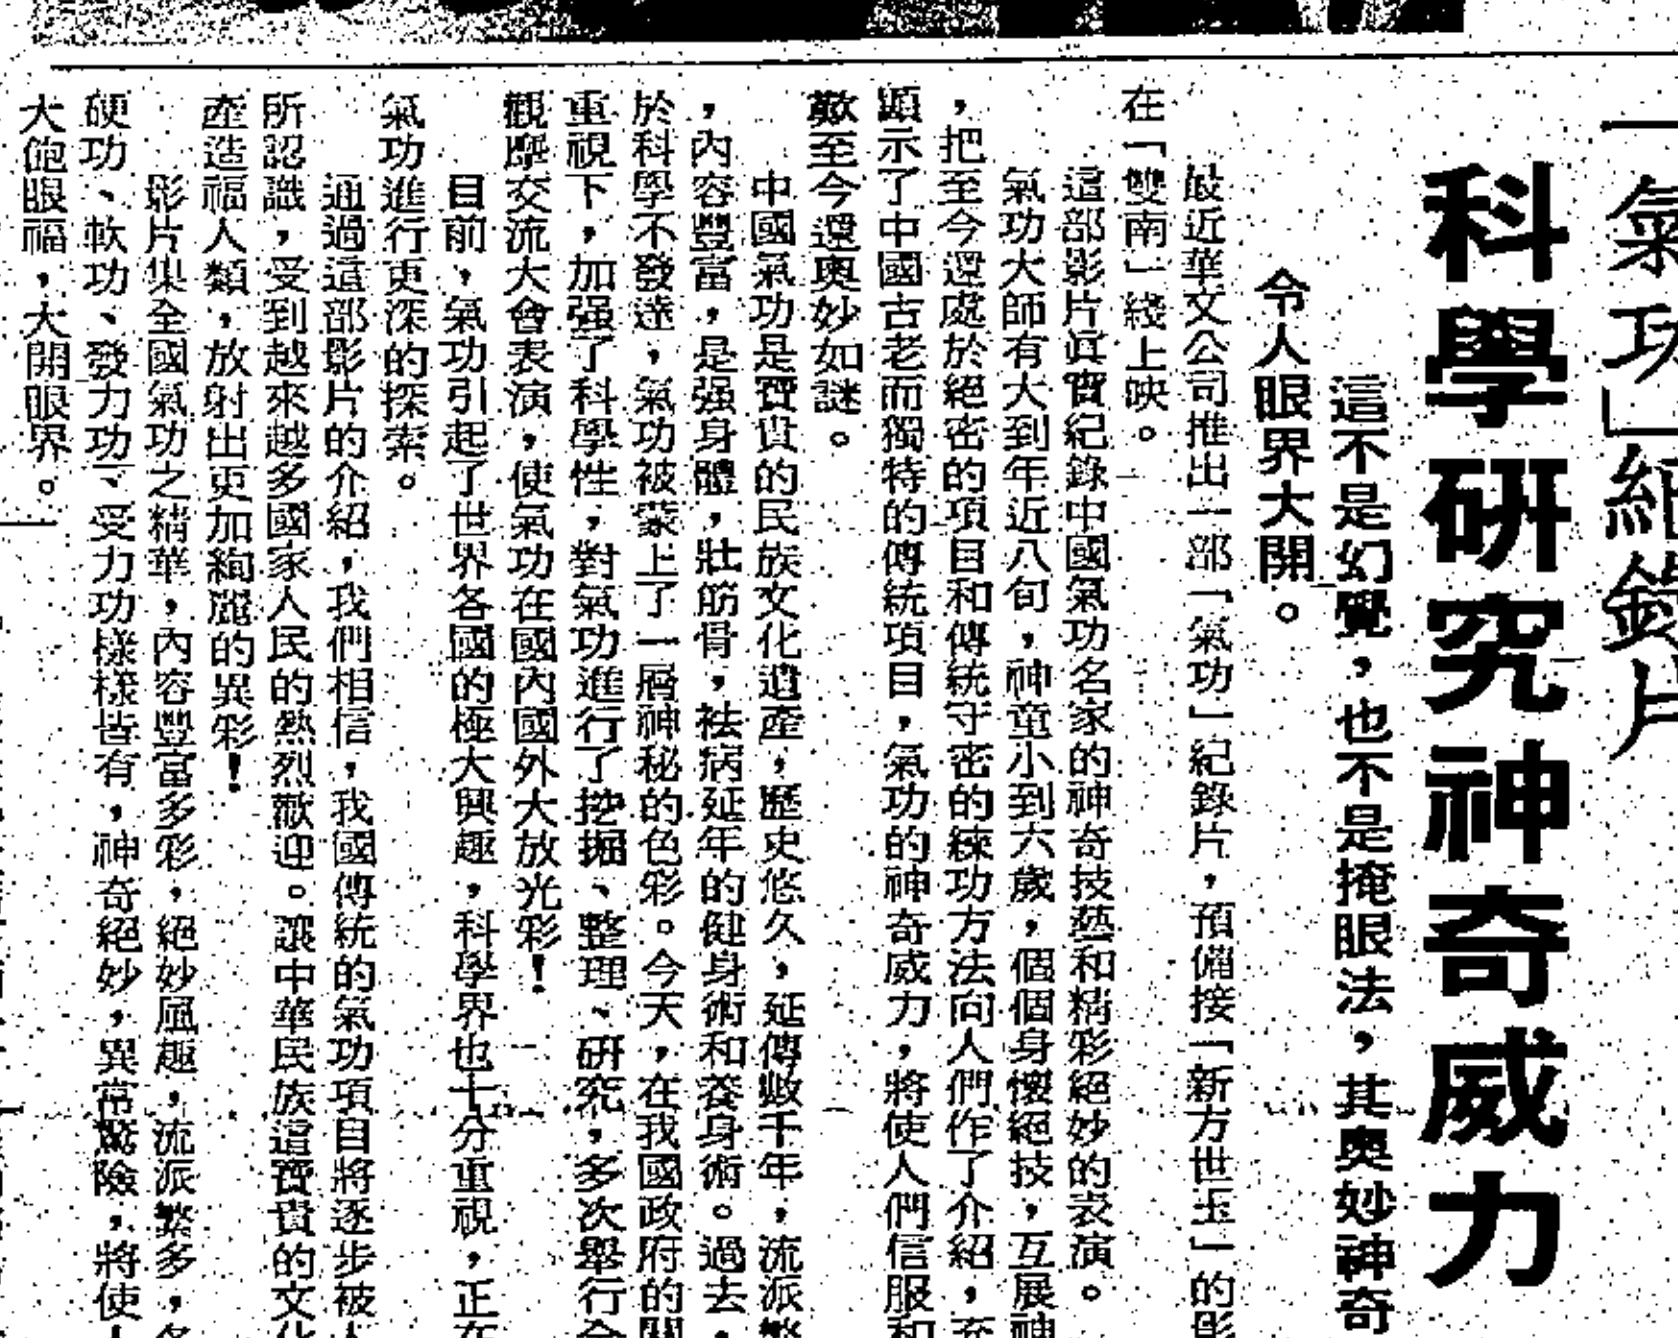 「氣功」紀錄片
科學研究神奇威力
這不是幻覺，也不是掩眼法，其奧妙神奇
令人眼界大開。
最近華文公司推出一部「氣功」紀錄片，預備接「新方世玉」的影
在「雙南」綫上映。
這部影片眞實紀錄中國氣功名家的神奇技藝和精彩絕妙的表演。
氣功大師有大到年近八旬，神童小到六歲，個個身懷絕技，互展神
，把至今還處於絕密的項目和傳統守密的練功方法向人們作了介紹，充
顯示了中國古老而獨特的傳統項目，氣功的神奇威力，將使人們信服和
歎至今還奧妙如謎。
中國氣功是寶貴的民族文化遺產，歷史悠久，延傳數千年，流派繁
，內容豐富，是强身體，壯筋骨，袪病延年的健身術和養身術。過去，
於科學不發達，氣功被蒙上了一層神秘的色彩。今天，在我國政府的關
重視下，加强了科學性，對氣功進行了挖掘、整理、研究，多次舉行全
觀摩交流大會表演，使氣功在國內國外大放光彩！
目前，氣功引起了世界各國的極大興趣，科學界也十分重視，正在
氣功進行更深的探索。
通過這部影片的介紹，我們相信，我國傳統的氣功項目將逐步被人
所認識，受到越來越多國家人民的熱烈歡迎。讓中華民族這寶貴的文化
產造福人類，放射出更加絢麗的異彩！
影片集全國氣功之精華，內容豐富多彩，絕妙風趣，流派繁多，各
硬功、軟功、發力功、受力功樣樣皆有，神奇絕妙，異常驚險，將使人
大飽眼福，大開眼界。